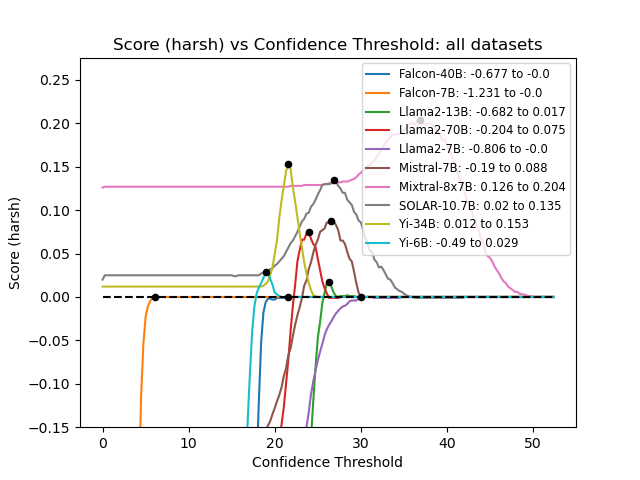 Score (harsh) vs Confidence Threshold: all datasets
Score (harsh)
0.25
0.20
0.15
0.10
0.05
0.00
−0.05
−0.10
−0.15
Falcon-40B: -0.677 to -0.0
Falcon-7B: -1.231 to -0.0
Llama2-13B: -0.682 to 0.017
Llama2-70B: -0.204 to 0.075
Llama2-7B: -0.806 to -0.0
Mistral-7B: -0.19 to 0.088
Mixtral-8x7B: 0.126 to 0.204
SOLAR-10.7B: 0.02 to 0.135
Yi-34B: 0.012 to 0.153
Yi-6B: -0.49 to 0.029
0 10 20 30 40 50
Confidence Threshold